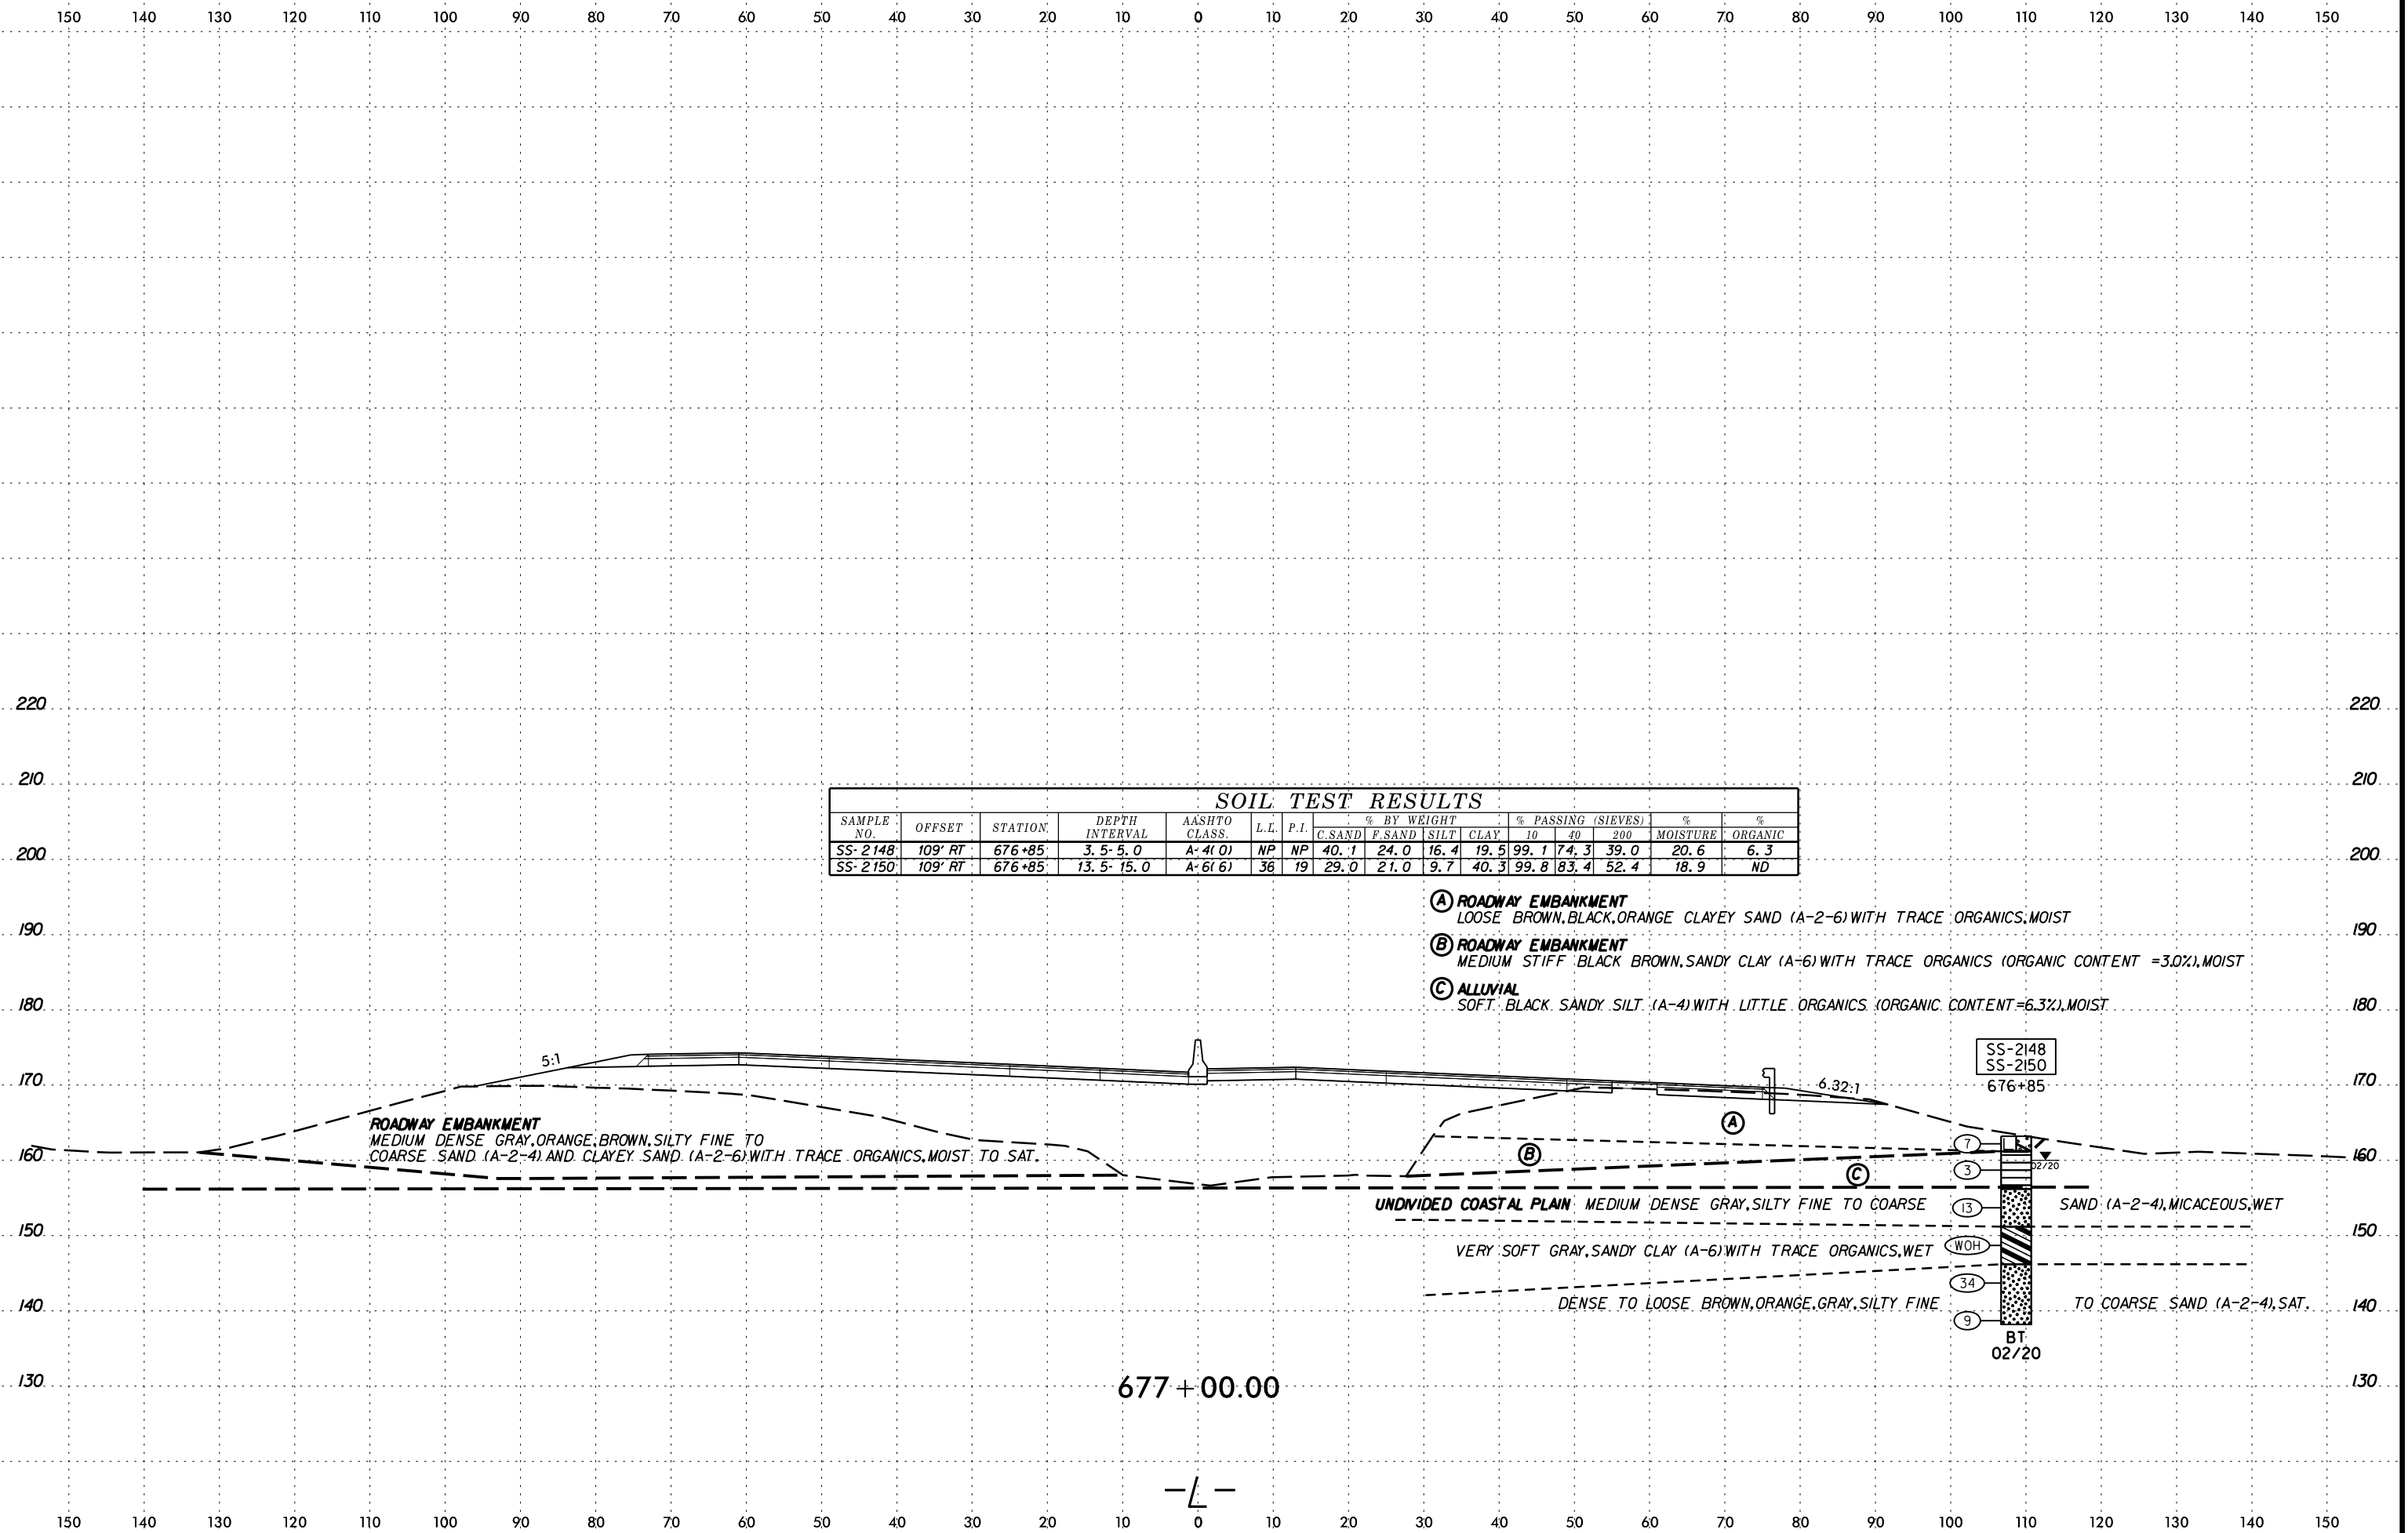 150 140 130 120 110 100 90 80 70 60 50 40 30 20 10 0 10 20 30 40 50 60 70 80 90 100 110 120 130 140 150
220 220
210 210
SOIL TEST RESULTS
SAMPLE NO. OFFSET STATION DEPTH INTERVAL AASHTO CLASS. L.L. P.I. % BY WEIGHT % PASSING (SIEVES) % MOISTURE % ORGANIC
C.SAND F.SAND SILT CLAY 10 40 200
SS-2148 109' RT 676+85 3.5-5.0 A-4(0) NP NP 40.1 24.0 16.4 19.5 99.1 74.3 39.0 20.6 6.3
SS-2150 109' RT 676+85 13.5-15.0 A-6(6) 36 19 29.0 21.0 9.7 40.3 99.8 83.4 52.4 18.9 ND
200 200
A ROADWAY EMBANKMENT
LOOSE BROWN,BLACK,ORANGE CLAYEY SAND (A-2-6) WITH TRACE ORGANICS,MOIST
190 190
B ROADWAY EMBANKMENT
MEDIUM STIFF BLACK BROWN,SANDY CLAY (A-6) WITH TRACE ORGANICS (ORGANIC CONTENT =3.0%),MOIST
C ALLUVIAL
SOFT BLACK SANDY SILT (A-4) WITH LITTLE ORGANICS (ORGANIC CONTENT=6.3%),MOIST
180 180
SS-2148
SS-2150
676+85
5:1
6.32:1
170 170
A
ROADWAY EMBANKMENT
MEDIUM DENSE GRAY,ORANGE,BROWN,SILTY FINE TO
COARSE SAND (A-2-4) AND CLAYEY SAND (A-2-6) WITH TRACE ORGANICS,MOIST TO SAT.
7
B
160 160
02/20
3
C
UNDIVIDED COASTAL PLAIN MEDIUM DENSE GRAY,SILTY FINE TO COARSE 13 SAND (A-2-4),MICACEOUS,WET
150 150
VERY SOFT GRAY,SANDY CLAY (A-6) WITH TRACE ORGANICS,WET WOH
34
DENSE TO LOOSE BROWN,ORANGE,GRAY,SILTY FINE TO COARSE SAND (A-2-4),SAT.
140 140
9
BT
02/20
130 130
677+00.00
-L-
150 140 130 120 110 100 90 80 70 60 50 40 30 20 10 0 10 20 30 40 50 60 70 80 90 100 110 120 130 140 150